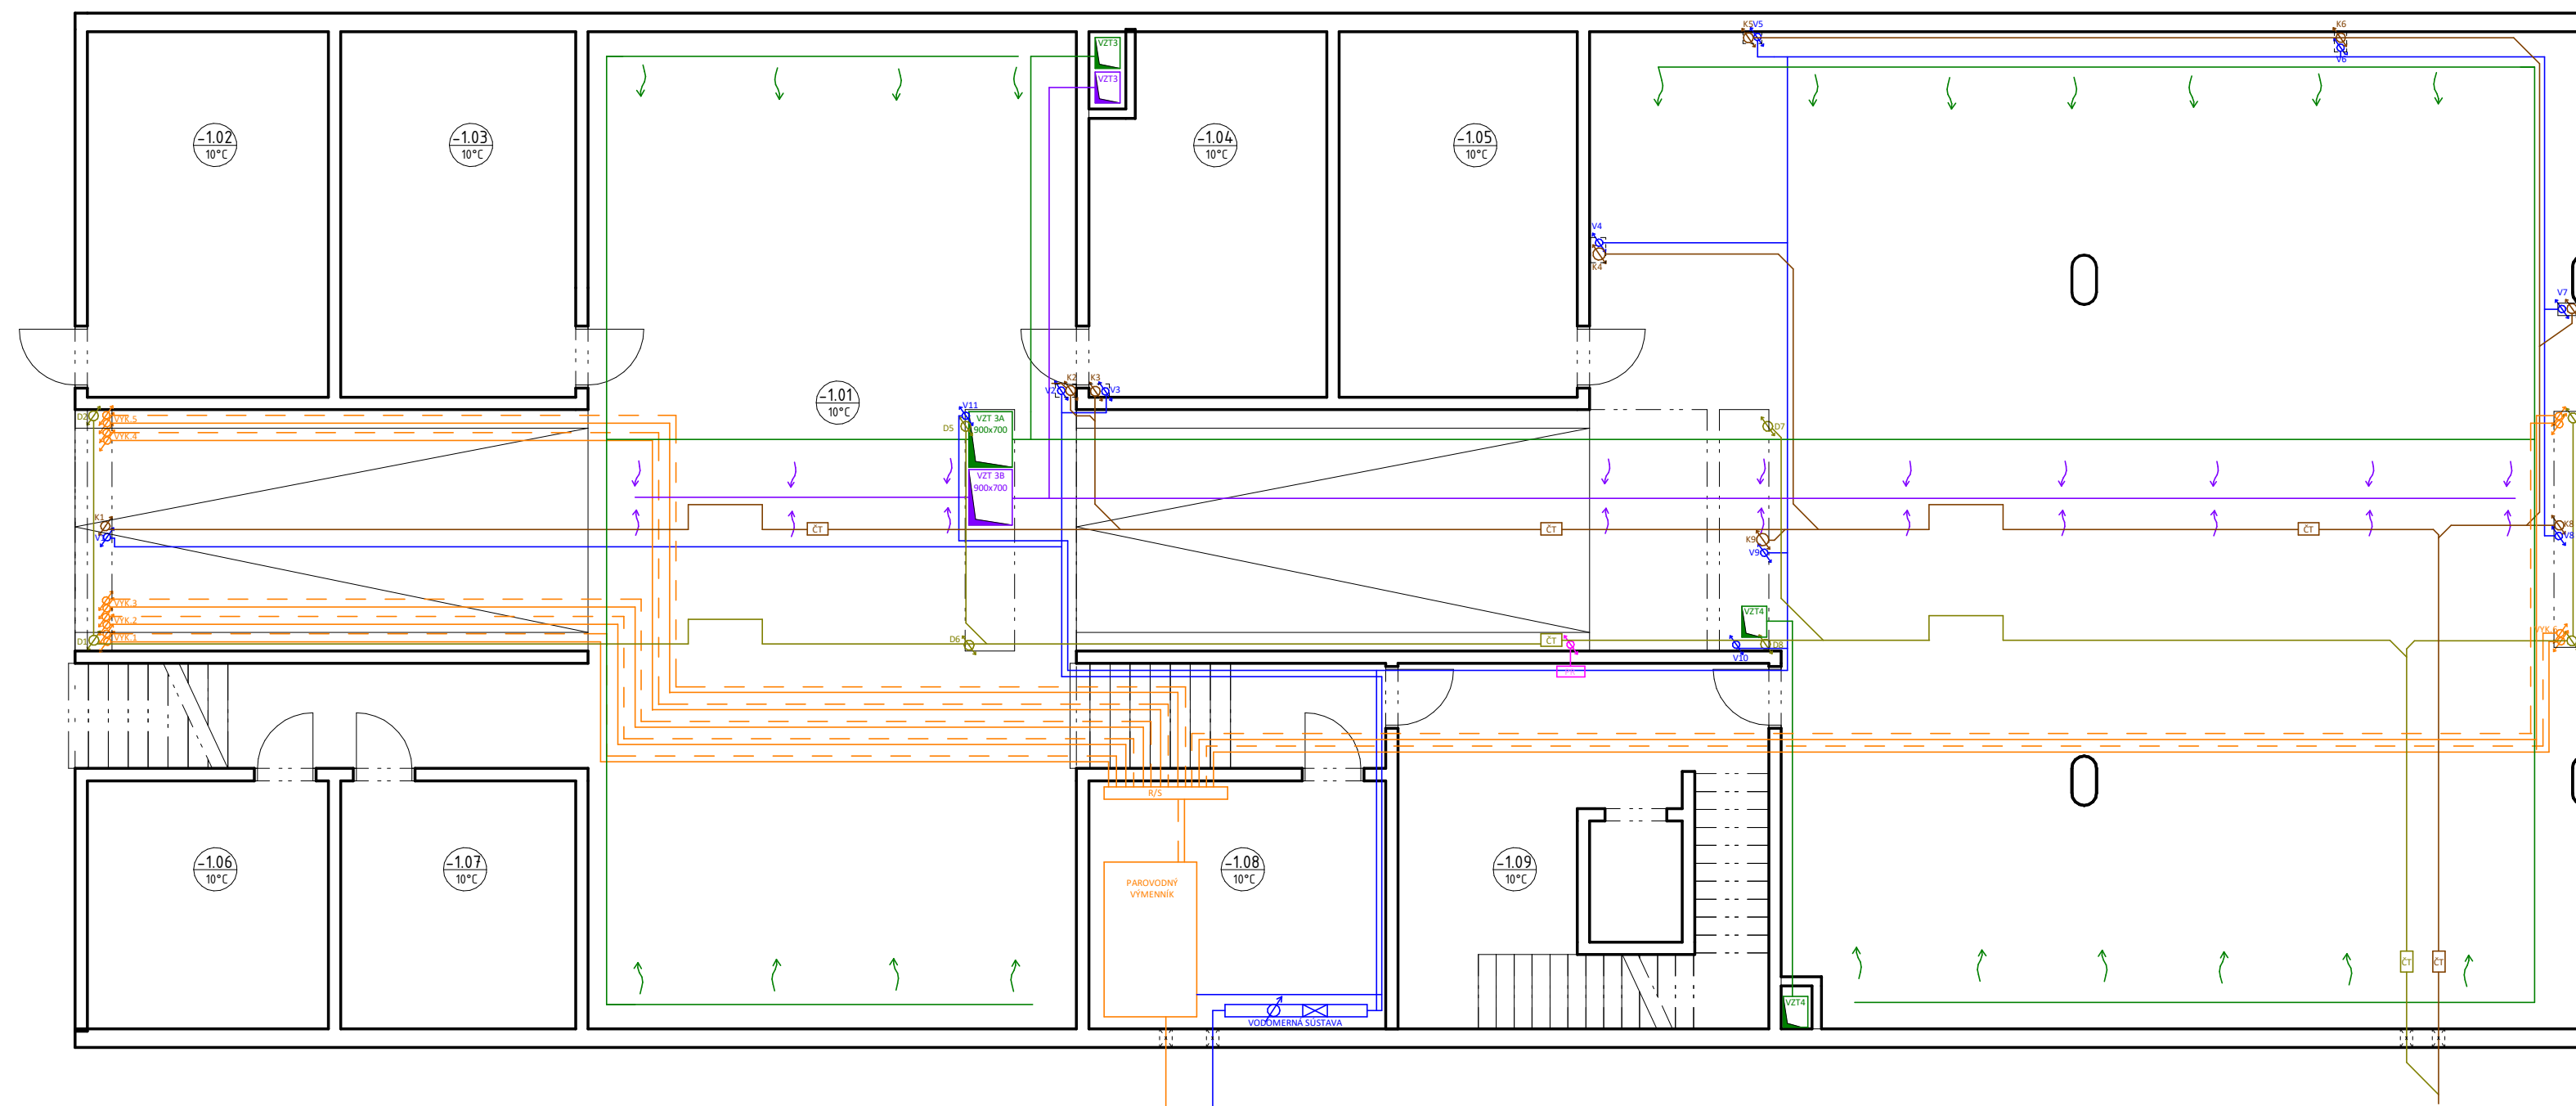 K5
V5
K6
V6
VZT3
VZT3
-1.02
10°C
-1.03
10°C
-1.04
10°C
-1.05
10°C
V4
K4
V7
K2
K3
V2
V3
-1.01
10°C
V11
D5
VZT 3A
900x700
VZT 3B
900x700
D2
VYK.5
VYK.4
D7
K1
ČT
ČT
ČT
K9
V9
K8
V8
VYK.3
VYK.2
VYK.1
D1
D6
ČT
VZT4
V10
D8
R/S
PAROVODNÝ
VÝMENNÍK
-1.06
10°C
-1.07
10°C
-1.08
10°C
-1.09
10°C
ČT
ČT
VZT4
VODOMERNÁ SÚSTAVA